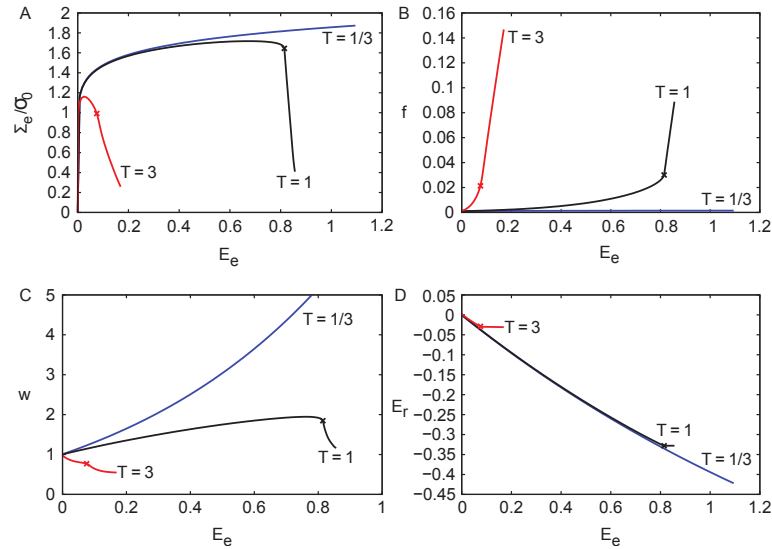 A
2
1.8
1.6
1.4
1.2
1
0.8
0.6
0.4
0.2
0
Σe/σ0
T = 1/3
T = 3
T = 1
0 0.2 0.4 0.6 0.8 1 1.2
Ee
B
0.16
0.14
0.12
0.1
0.08
0.06
0.04
0.02
0
f
T = 3
T = 1
T = 1/3
0 0.2 0.4 0.6 0.8 1 1.2
Ee
C
5
4
3
2
1
0
w
T = 1/3
T = 3
T = 1
0 0.2 0.4 0.6 0.8 1
Ee
D
0.05
0
−0.05
−0.1
−0.15
−0.2
−0.25
−0.3
−0.35
−0.4
−0.45
Er
T = 3
T = 1
T = 1/3
0 0.2 0.4 0.6 0.8 1 1.2
Ee